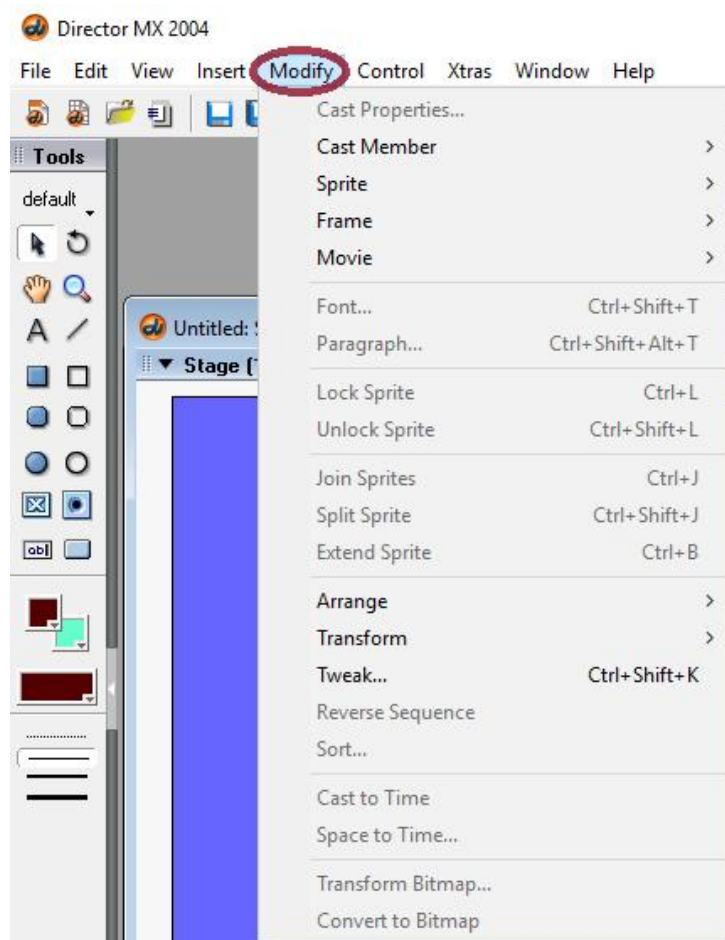 Director MX 2004
File Edit View Insert Modify Control Xtras Window Help
Tools
default
A
abl
Untitled:
Stage (
Cast Properties...
Cast Member
Sprite
Frame
Movie
Font... Ctrl+Shift+T
Paragraph... Ctrl+Shift+Alt+T
Lock Sprite Ctrl+L
Unlock Sprite Ctrl+Shift+L
Join Sprites Ctrl+J
Split Sprite Ctrl+Shift+J
Extend Sprite Ctrl+B
Arrange
Transform
Tweak... Ctrl+Shift+K
Reverse Sequence
Sort...
Cast to Time
Space to Time...
Transform Bitmap...
Convert to Bitmap